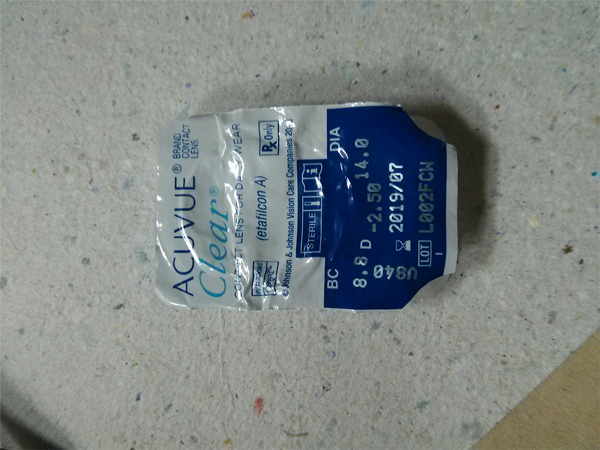 ACUVUE® BRAND CONTACT LENS
Clear®
CONTACT LENS FOR DAILY WEAR
(etafilcon A)
Rx Only
© Johnson & Johnson Vision Care Companies
STERILE
BC DIA
8.8 D -2.50 14.0
2019/07
LOT L002FCW